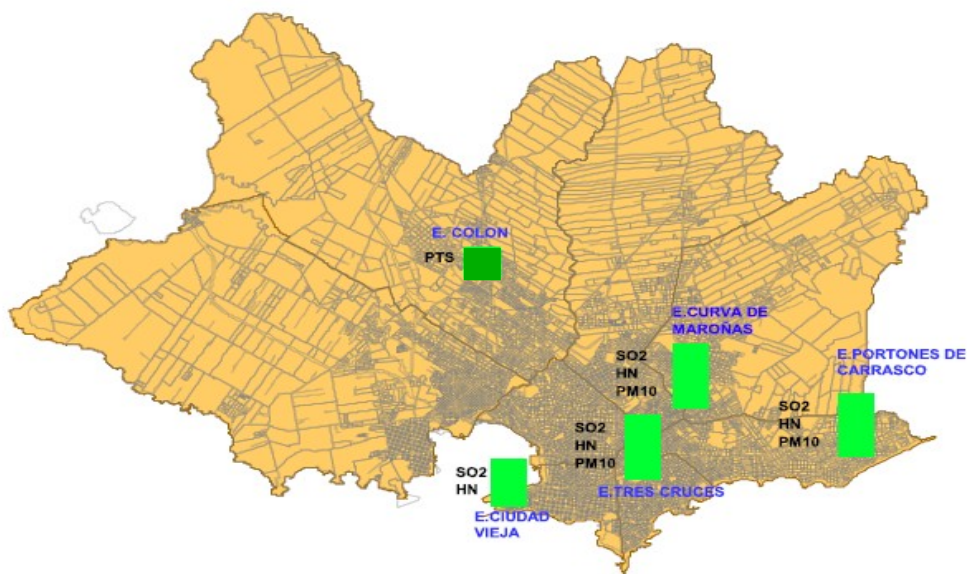 E. COLON
PTS
E.CURVA DE
MAROÑAS
SO2
HN
PM10
E.PORTONES DE
CARRASCO
SO2
HN
PM10
SO2
HN
PM10
E.TRES CRUCES
SO2
HN
E.CIUDAD
VIEJA